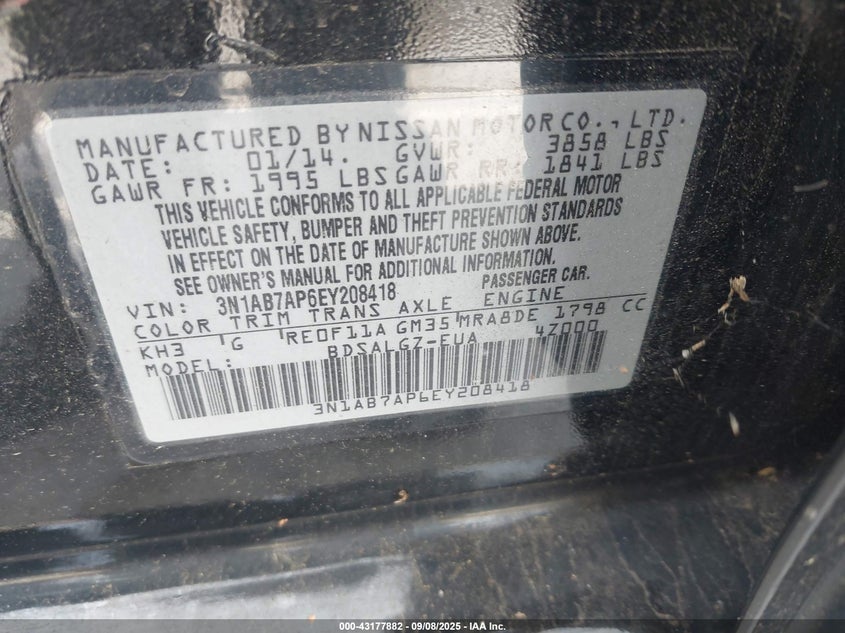 MANUFACTURED BY NISSAN MOTOR CO., LTD.
DATE: 01/14. GVWR: 3858 LBS
GAWR FR: 1995 LBS GAWR RR: 1841 LBS
THIS VEHICLE CONFORMS TO ALL APPLICABLE FEDERAL MOTOR
VEHICLE SAFETY, BUMPER AND THEFT PREVENTION STANDARDS
IN EFFECT ON THE DATE OF MANUFACTURE SHOWN ABOVE.
SEE OWNER'S MANUAL FOR ADDITIONAL INFORMATION.
VIN: 3N1AB7AP6EY208418 PASSENGER CAR.
COLOR TRIM TRANS AXLE ENGINE
KH3 G RE0F11A GM35 MRA8DE 1798 CC
MODEL: BDSALGZ-EUA 4Z000
3N1AB7AP6EY208418
000-43177882 - 09/08/2025 - IAA Inc.